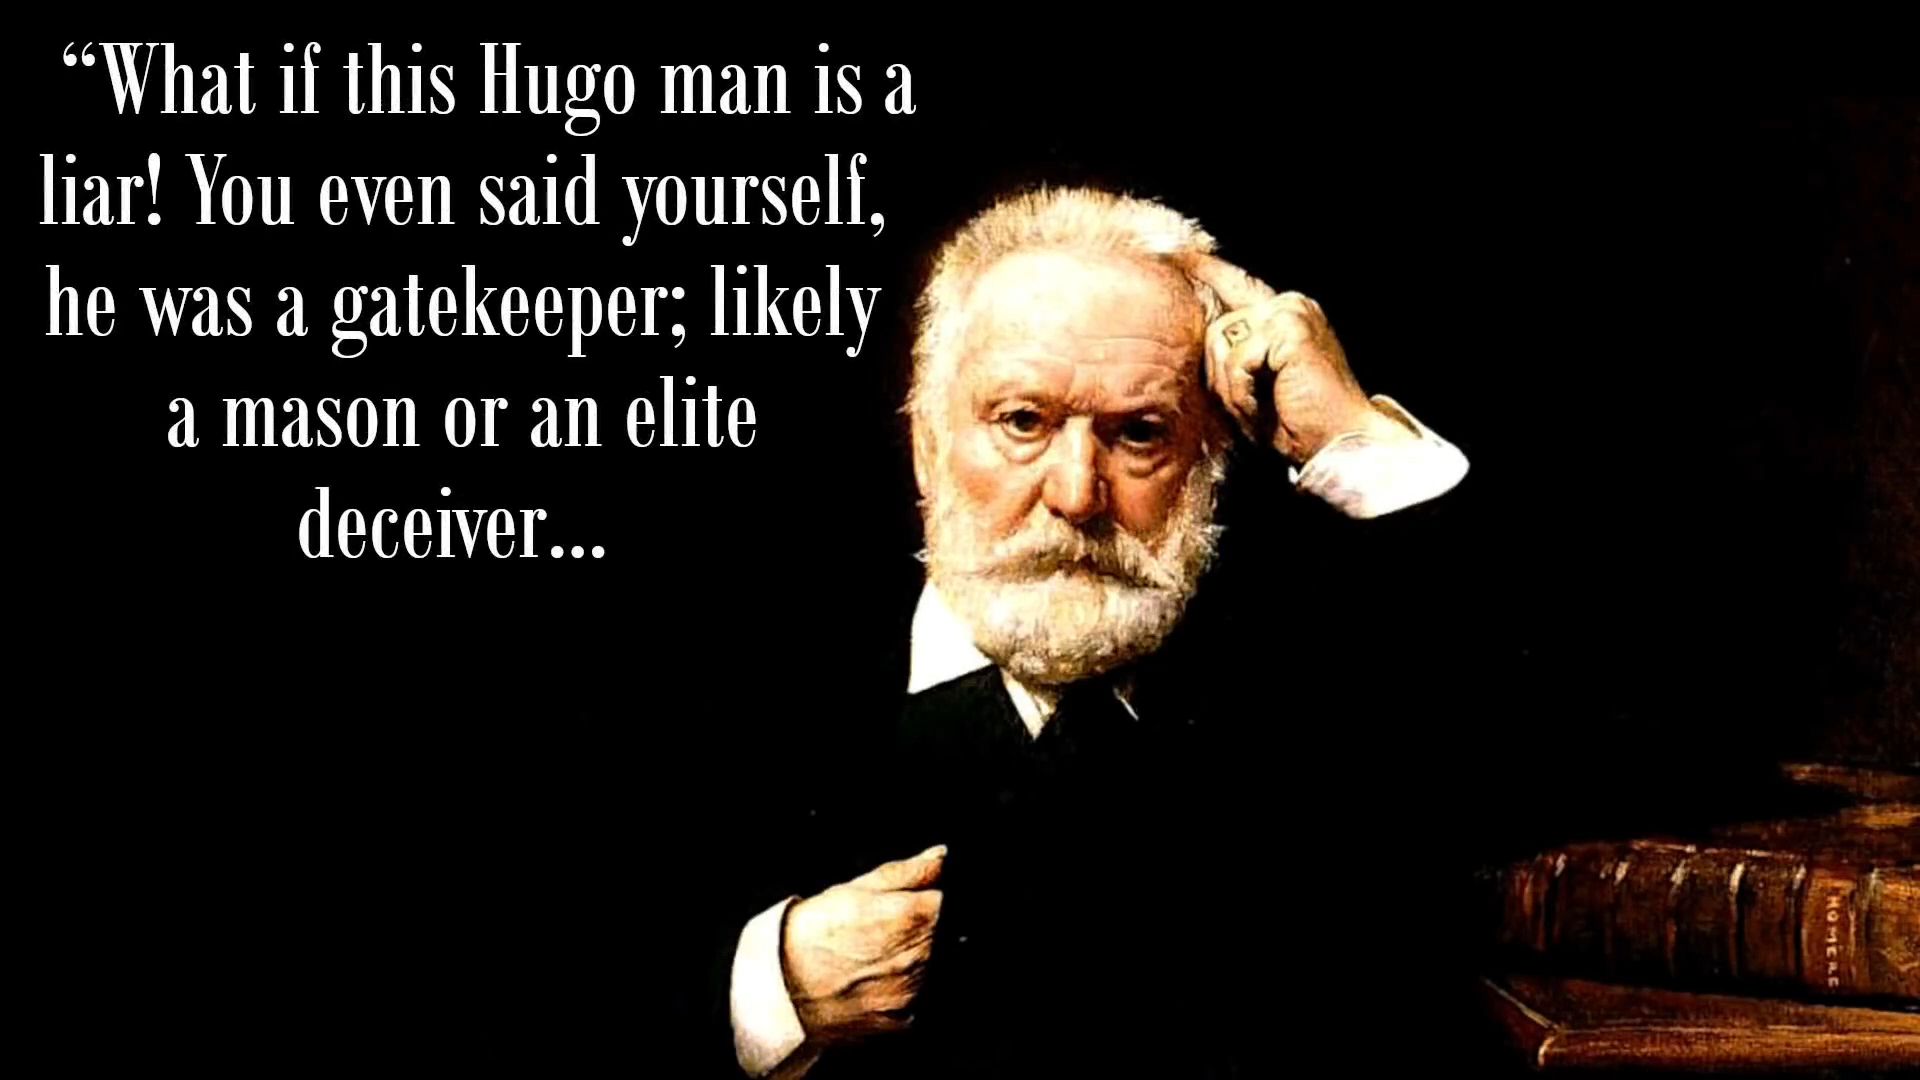 “What if this Hugo man is a
liar! You even said yourself,
he was a gatekeeper; likely
a mason or an elite
deceiver...
HOMERE